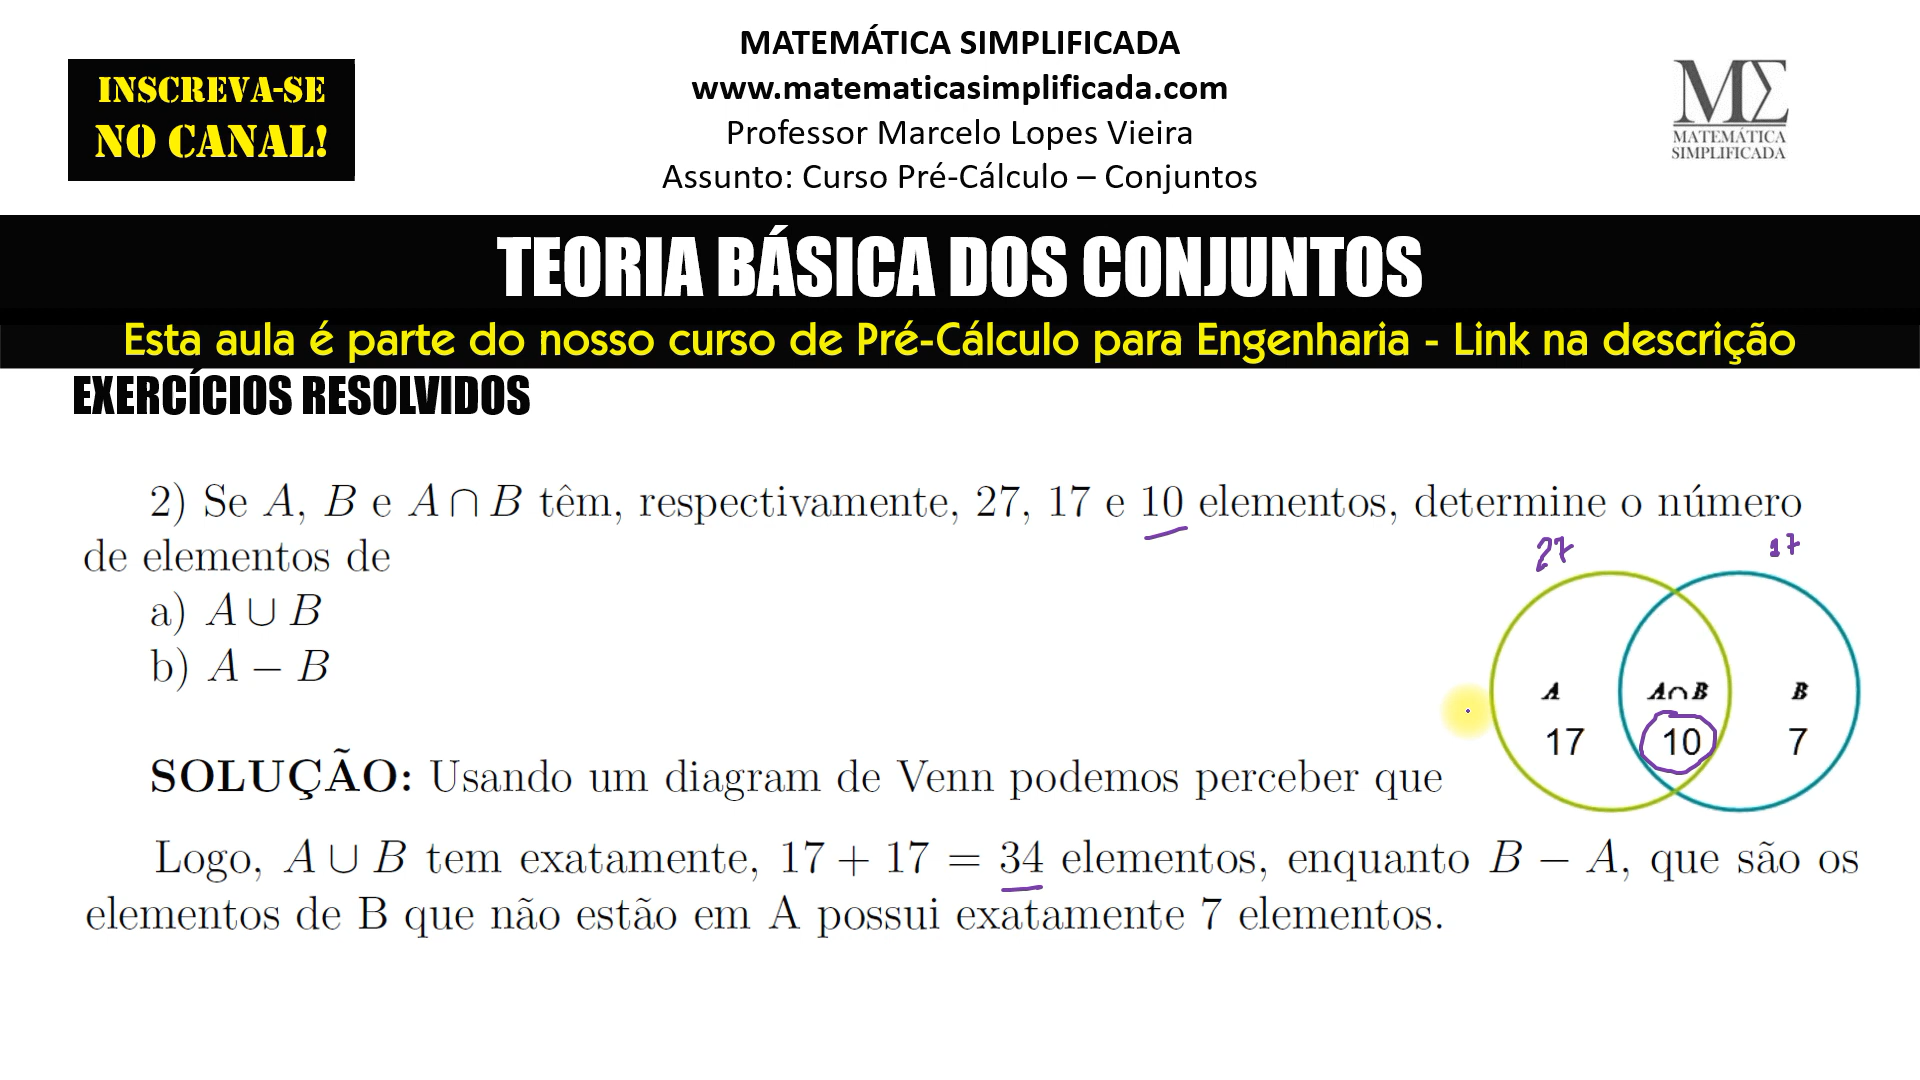 INSCREVA-SE
NO CANAL!
MATEMÁTICA SIMPLIFICADA
www.matematicasimplificada.com
Professor Marcelo Lopes Vieira
Assunto: Curso Pré-Cálculo – Conjuntos
MΣ
MATEMÁTICA
SIMPLIFICADA
TEORIA BÁSICA DOS CONJUNTOS
Esta aula é parte do nosso curso de Pré-Cálculo para Engenharia - Link na descrição
EXERCÍCIOS RESOLVIDOS
2) Se A, B e A ∩ B têm, respectivamente, 27, 17 e 10 elementos, determine o número
de elementos de
a) A ∪ B
b) A − B
27 17
A A∩B B
17 10 7
SOLUÇÃO: Usando um diagram de Venn podemos perceber que
Logo, A ∪ B tem exatamente, 17 + 17 = 34 elementos, enquanto B − A, que são os
elementos de B que não estão em A possui exatamente 7 elementos.